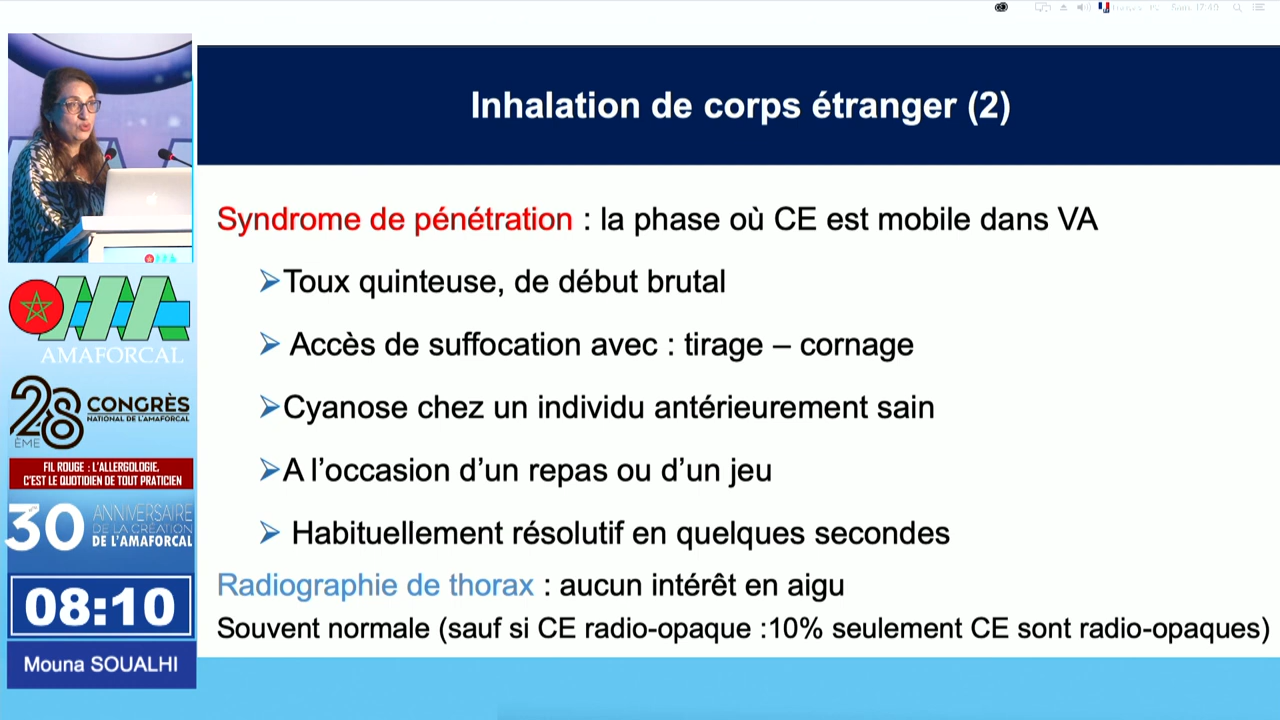 Inhalation de corps étranger (2)
Syndrome de pénétration : la phase où CE est mobile dans VA
Toux quinteuse, de début brutal
Accès de suffocation avec : tirage – cornage
Cyanose chez un individu antérieurement sain
A l’occasion d’un repas ou d’un jeu
Habituellement résolutif en quelques secondes
Radiographie de thorax : aucun intérêt en aigu
Souvent normale (sauf si CE radio-opaque :10% seulement CE sont radio-opaques)
AMAFORCAL
28
ÈME
CONGRÈS
NATIONAL DE L'AMAFORCAL
FIL ROUGE : L'ALLERGOLOGIE,
C'EST LE QUOTIDIEN DE TOUT PRATICIEN
30
ANNIVERSAIRE
DE LA CRÉATION
DE L'AMAFORCAL
08:10
Mouna SOUALHI